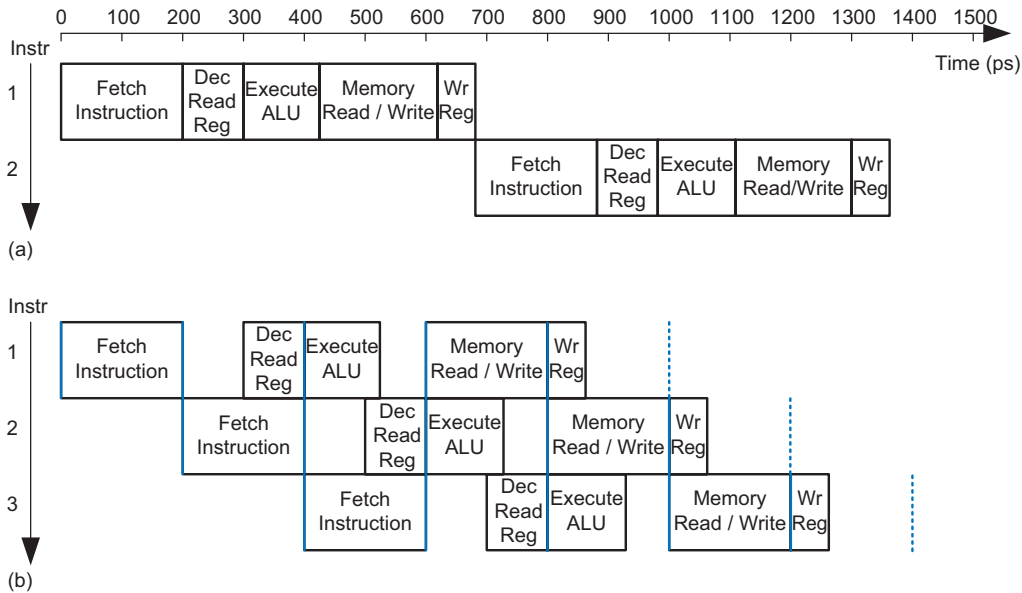 0 100 200 300 400 500 600 700 800 900 1000 1100 1200 1300 1400 1500
Time (ps)
Instr
1
Fetch
Instruction
Dec
Read
Reg
Execute
ALU
Memory
Read / Write
Wr
Reg
2
Fetch
Instruction
Dec
Read
Reg
Execute
ALU
Memory
Read/Write
Wr
Reg
(a)
Instr
1
Fetch
Instruction
Dec
Read
Reg
Execute
ALU
Memory
Read / Write
Wr
Reg
2
Fetch
Instruction
Dec
Read
Reg
Execute
ALU
Memory
Read / Write
Wr
Reg
3
Fetch
Instruction
Dec
Read
Reg
Execute
ALU
Memory
Read / Write
Wr
Reg
(b)